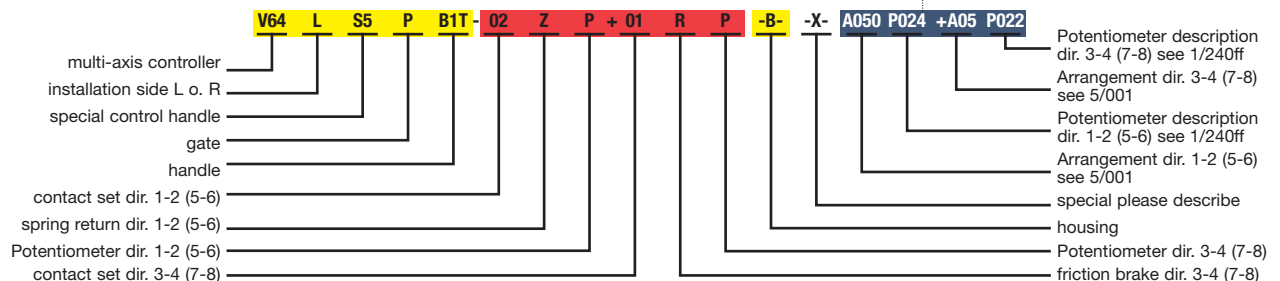 V64 L S5 P B1T - 02 Z P + 01 R P -B- -X- A050 P024 +A05 P022
multi-axis controller
installation side L o. R
special control handle
gate
handle
contact set dir. 1-2 (5-6)
spring return dir. 1-2 (5-6)
Potentiometer dir. 1-2 (5-6)
contact set dir. 3-4 (7-8)
Potentiometer description
dir. 3-4 (7-8) see 1/240ff
Arrangement dir. 3-4 (7-8)
see 5/001
Potentiometer description
dir. 1-2 (5-6) see 1/240ff
Arrangement dir. 1-2 (5-6)
see 5/001
special please describe
housing
Potentiometer dir. 3-4 (7-8)
friction brake dir. 3-4 (7-8)